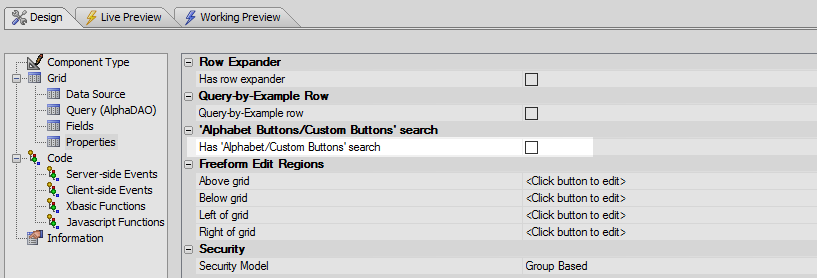 Design Live Preview Working Preview
Component Type
Grid
Data Source
Query (AlphaDAO)
Fields
Properties
Code
Server-side Events
Client-side Events
Xbasic Functions
Javascript Functions
Information
Row Expander
Has row expander
Query-by-Example Row
Query-by-Example row
'Alphabet Buttons/Custom Buttons' search
Has 'Alphabet/Custom Buttons' search
Freeform Edit Regions
Above grid <Click button to edit>
Below grid <Click button to edit>
Left of grid <Click button to edit>
Right of grid <Click button to edit>
Security
Security Model Group Based